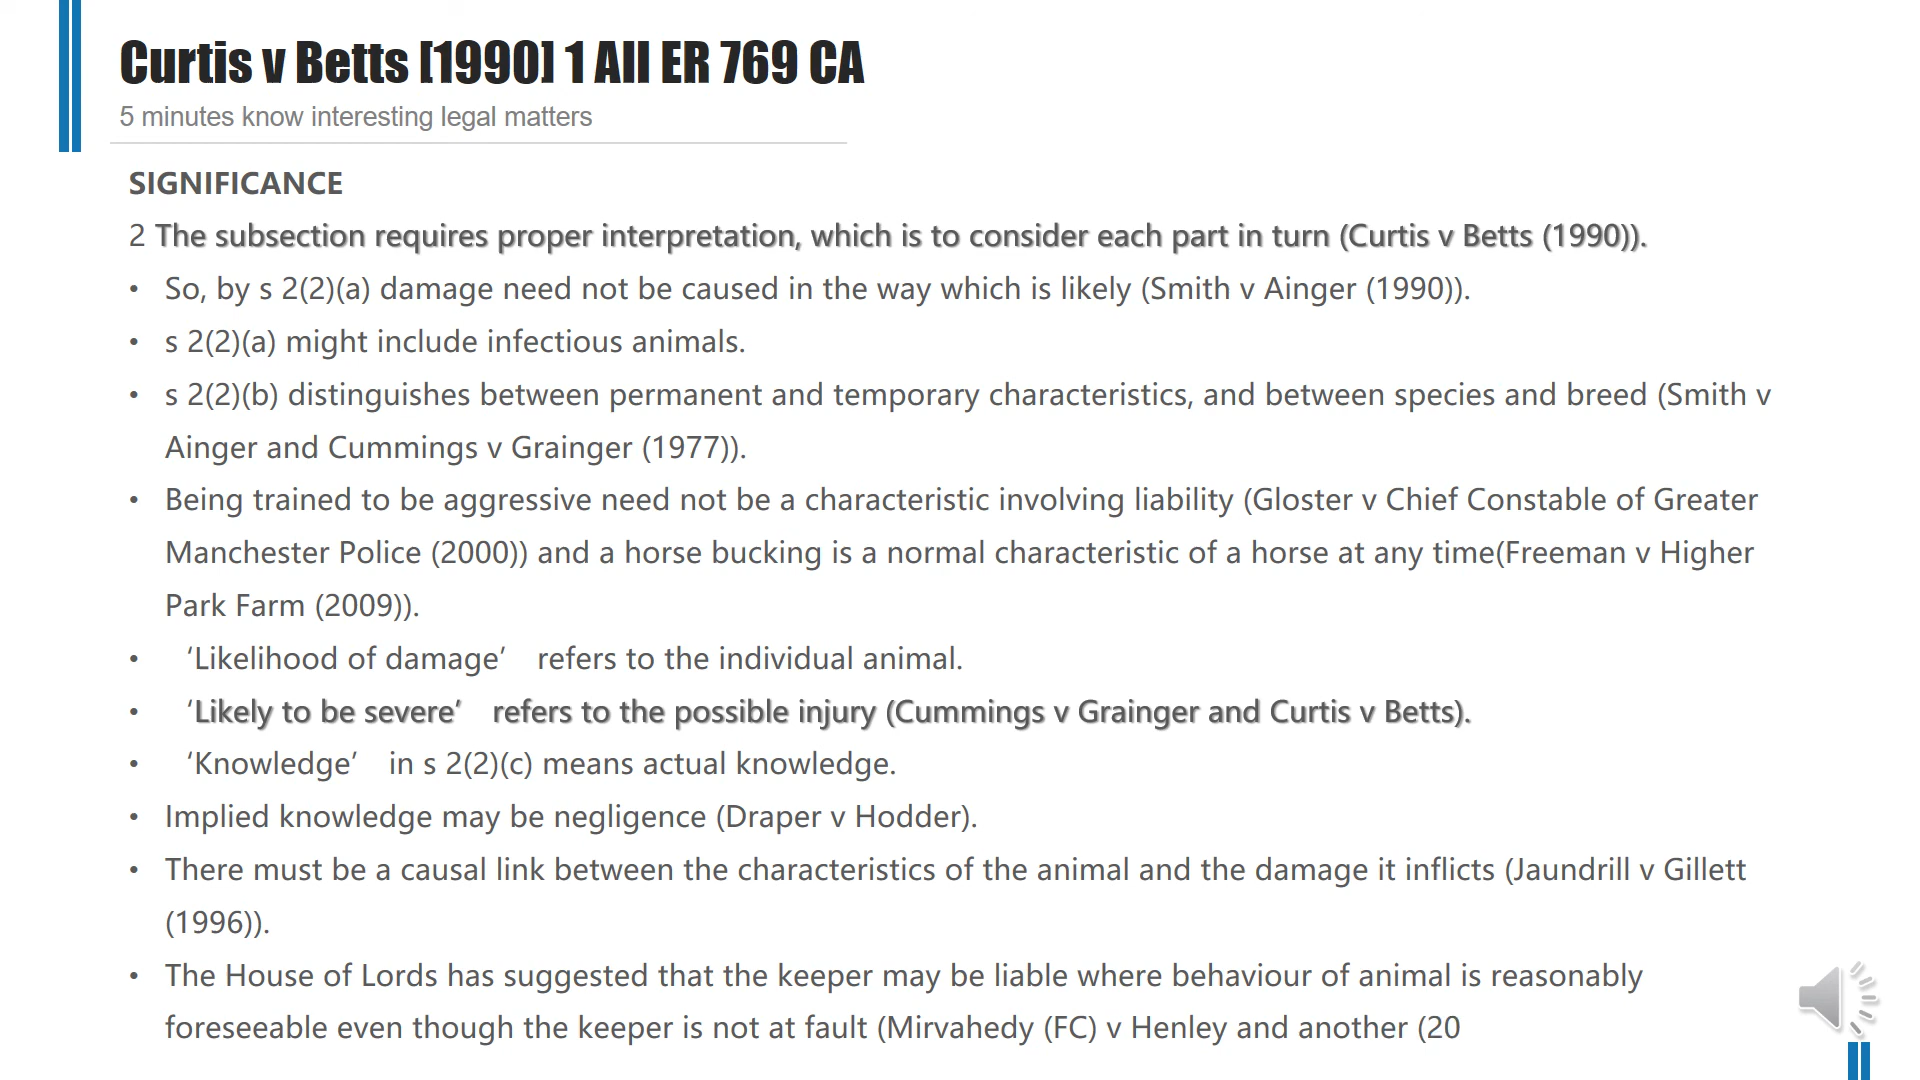 Curtis v Betts [1990] 1 All ER 769 CA
5 minutes know interesting legal matters
SIGNIFICANCE
2 The subsection requires proper interpretation, which is to consider each part in turn (Curtis v Betts (1990)).
• So, by s 2(2)(a) damage need not be caused in the way which is likely (Smith v Ainger (1990)).
• s 2(2)(a) might include infectious animals.
• s 2(2)(b) distinguishes between permanent and temporary characteristics, and between species and breed (Smith v
Ainger and Cummings v Grainger (1977)).
• Being trained to be aggressive need not be a characteristic involving liability (Gloster v Chief Constable of Greater
Manchester Police (2000)) and a horse bucking is a normal characteristic of a horse at any time(Freeman v Higher
Park Farm (2009)).
• ‘Likelihood of damage’ refers to the individual animal.
• ‘Likely to be severe’ refers to the possible injury (Cummings v Grainger and Curtis v Betts).
• ‘Knowledge’ in s 2(2)(c) means actual knowledge.
• Implied knowledge may be negligence (Draper v Hodder).
• There must be a causal link between the characteristics of the animal and the damage it inflicts (Jaundrill v Gillett
(1996)).
• The House of Lords has suggested that the keeper may be liable where behaviour of animal is reasonably
foreseeable even though the keeper is not at fault (Mirvahedy (FC) v Henley and another (20